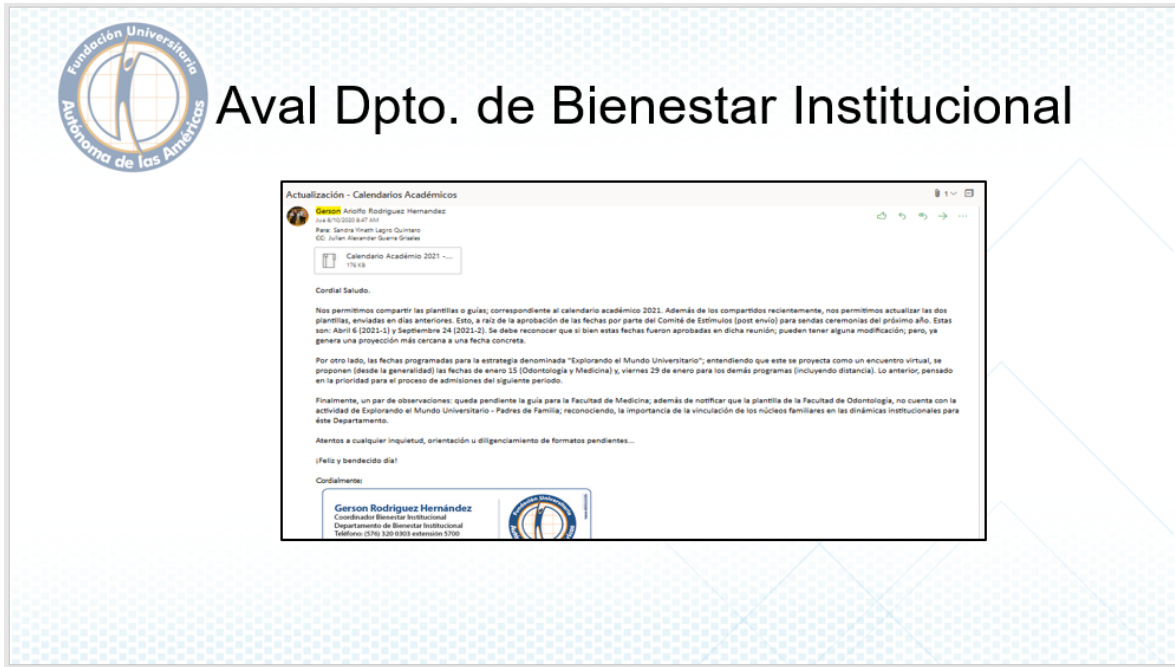 Fundación Universitaria
Autónoma de las Américas
Aval Dpto. de Bienestar Institucional
Actualización - Calendarios Académicos
1
Gerson Ariolfo Rodriguez Hernandez
Jue 8/10/2020 8:47 AM
Para: Sandra Yineth Legro Quintero
CC: Julian Alexander Guerra Grisales
Calendario Académio 2021 -...
176 KB
Cordial Saludo.
Nos permitimos compartir las plantillas o guías; correspondiente al calendario académico 2021. Además de los compartidos recientemente, nos permitimos actualizar las dos
plantillas, enviadas en días anteriores. Esto, a raíz de la aprobación de las fechas por parte del Comité de Estímulos (post envío) para sendas ceremonias del próximo año. Estas
son: Abril 6 (2021-1) y Septiembre 24 (2021-2). Se debe reconocer que si bien estas fechas fueron aprobadas en dicha reunión; pueden tener alguna modificación; pero, ya
genera una proyección más cercana a una fecha concreta.
Por otro lado, las fechas programadas para la estrategia denominada "Explorando el Mundo Universitario"; entendiendo que este se proyecta como un encuentro virtual, se
proponen (desde la generalidad) las fechas de enero 15 (Odontología y Medicina) y, viernes 29 de enero para los demás programas (incluyendo distancia). Lo anterior, pensado
en la prioridad para el proceso de admisiones del siguiente periodo.
Finalmente, un par de observaciones: queda pendiente la guía para la Facultad de Medicina; además de notificar que la plantilla de la Facultad de Odontología, no cuenta con la
actividad de Explorando el Mundo Universitario - Padres de Familia; reconociendo, la importancia de la vinculación de los núcleos familiares en las dinámicas institucionales para
éste Departamento.
Atentos a cualquier inquietud, orientación u diligenciamiento de formatos pendientes...
¡Feliz y bendecido día!
Cordialmente;
Gerson Rodriguez Hernández
Coordinador Bienestar Institucional
Departamento de Bienestar Institucional
Teléfono: (576) 320 0303 extensión 5700